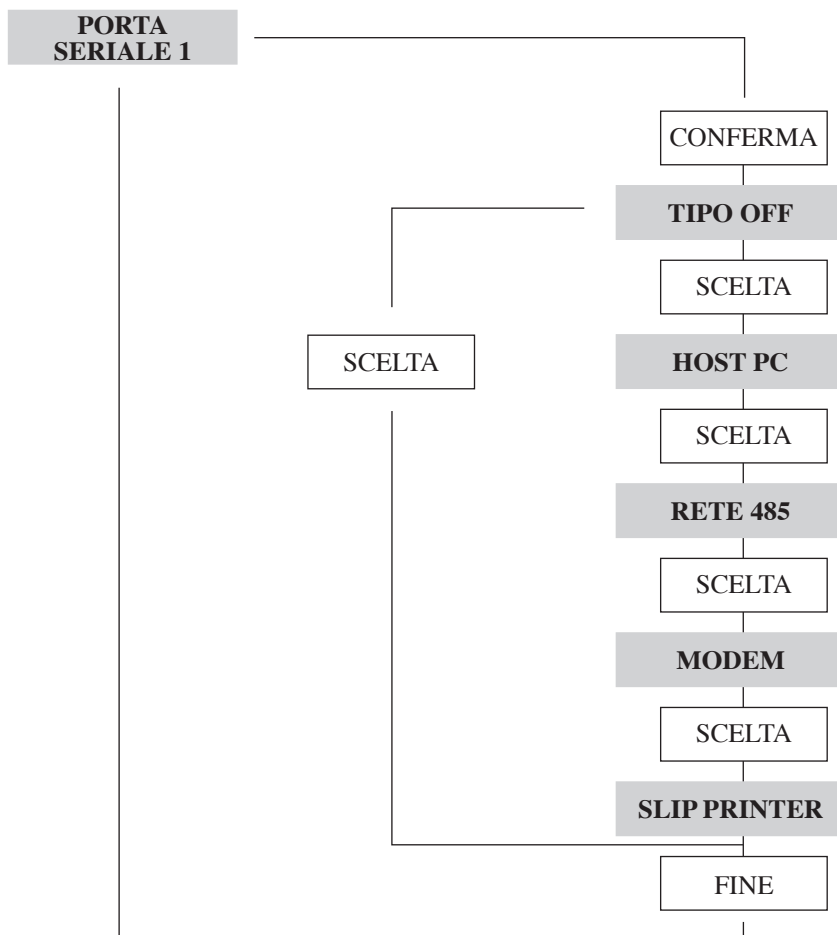 PORTA
SERIALE 1
CONFERMA
TIPO OFF
SCELTA
SCELTA
HOST PC
SCELTA
RETE 485
SCELTA
MODEM
SCELTA
SLIP PRINTER
FINE